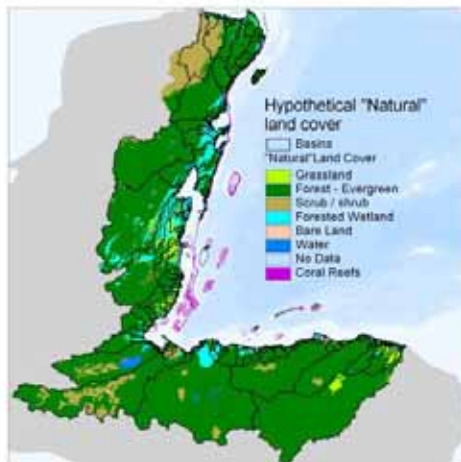 Hypothetical "Natural"
land cover
Basins
"Natural" Land Cover
Grassland
Forest - Evergreen
Scrub / shrub
Forested Wetland
Bare Land
Water
No Data
Coral Reefs